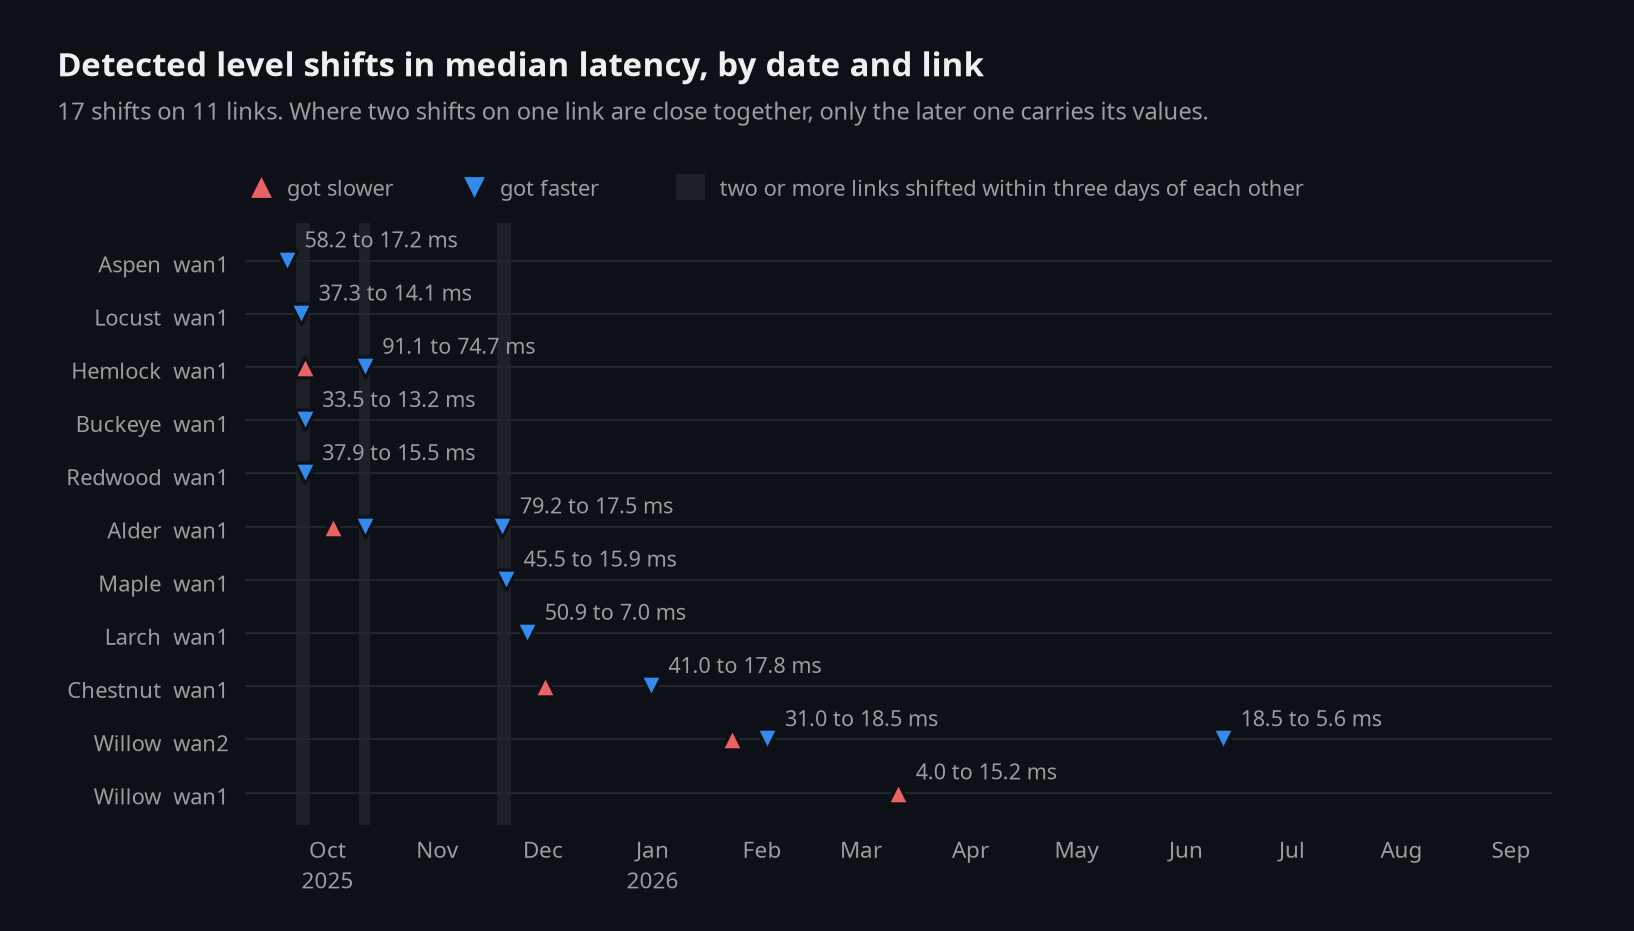 Detected level shifts in median latency, by date and link
17 shifts on 11 links. Where two shifts on one link are close together, only the later one carries its values.
got slower got faster two or more links shifted within three days of each other
58.2 to 17.2 ms
Aspen wan1
37.3 to 14.1 ms
Locust wan1
91.1 to 74.7 ms
Hemlock wan1
33.5 to 13.2 ms
Buckeye wan1
37.9 to 15.5 ms
Redwood wan1
79.2 to 17.5 ms
Alder wan1
45.5 to 15.9 ms
Maple wan1
50.9 to 7.0 ms
Larch wan1
41.0 to 17.8 ms
Chestnut wan1
31.0 to 18.5 ms 18.5 to 5.6 ms
Willow wan2
4.0 to 15.2 ms
Willow wan1
Oct Nov Dec Jan Feb Mar Apr May Jun Jul Aug Sep
2025 2026